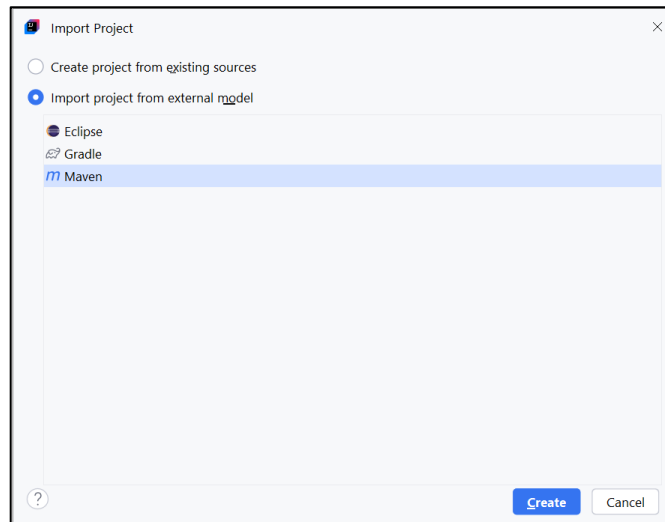 Import Project
Create project from existing sources
Import project from external model
Eclipse
Gradle
m Maven
?
Create
Cancel